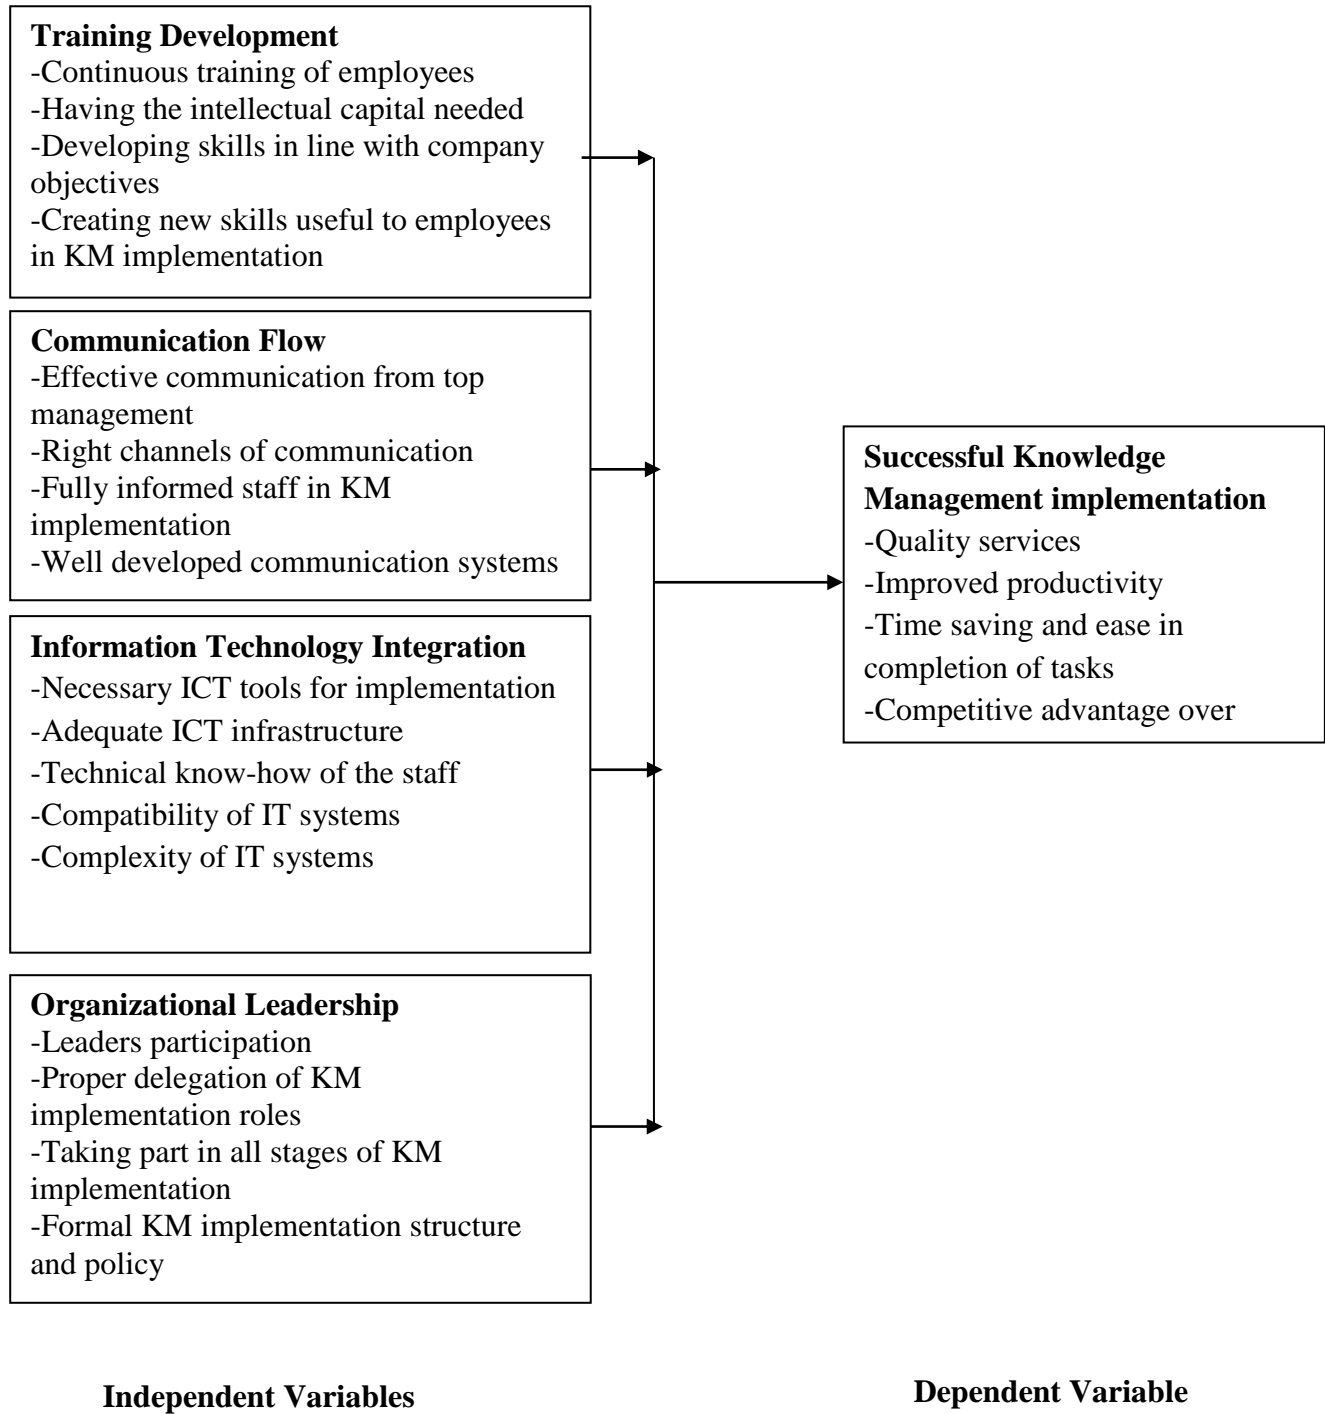 Training Development
-Continuous training of employees
-Having the intellectual capital needed
-Developing skills in line with company
objectives
-Creating new skills useful to employees
in KM implementation
Communication Flow
-Effective communication from top
management
-Right channels of communication
-Fully informed staff in KM
implementation
-Well developed communication systems
Information Technology Integration
-Necessary ICT tools for implementation
-Adequate ICT infrastructure
-Technical know-how of the staff
-Compatibility of IT systems
-Complexity of IT systems
Organizational Leadership
-Leaders participation
-Proper delegation of KM
implementation roles
-Taking part in all stages of KM
implementation
-Formal KM implementation structure
and policy
Successful Knowledge
Management implementation
-Quality services
-Improved productivity
-Time saving and ease in
completion of tasks
-Competitive advantage over
Independent Variables
Dependent Variable